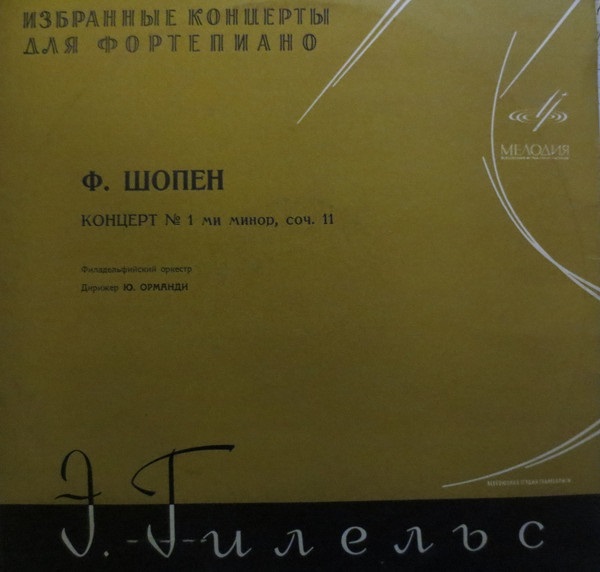 ИЗБРАННЫЕ КОНЦЕРТЫ
ДЛЯ ФОРТЕПИАНО
МЕЛОДИЯ
Ф. ШОПЕН
КОНЦЕРТ № 1 ми минор, соч. 11
Филадельфийский оркестр
Дирижер Ю. ОРМАНДИ
Э. Гилельс